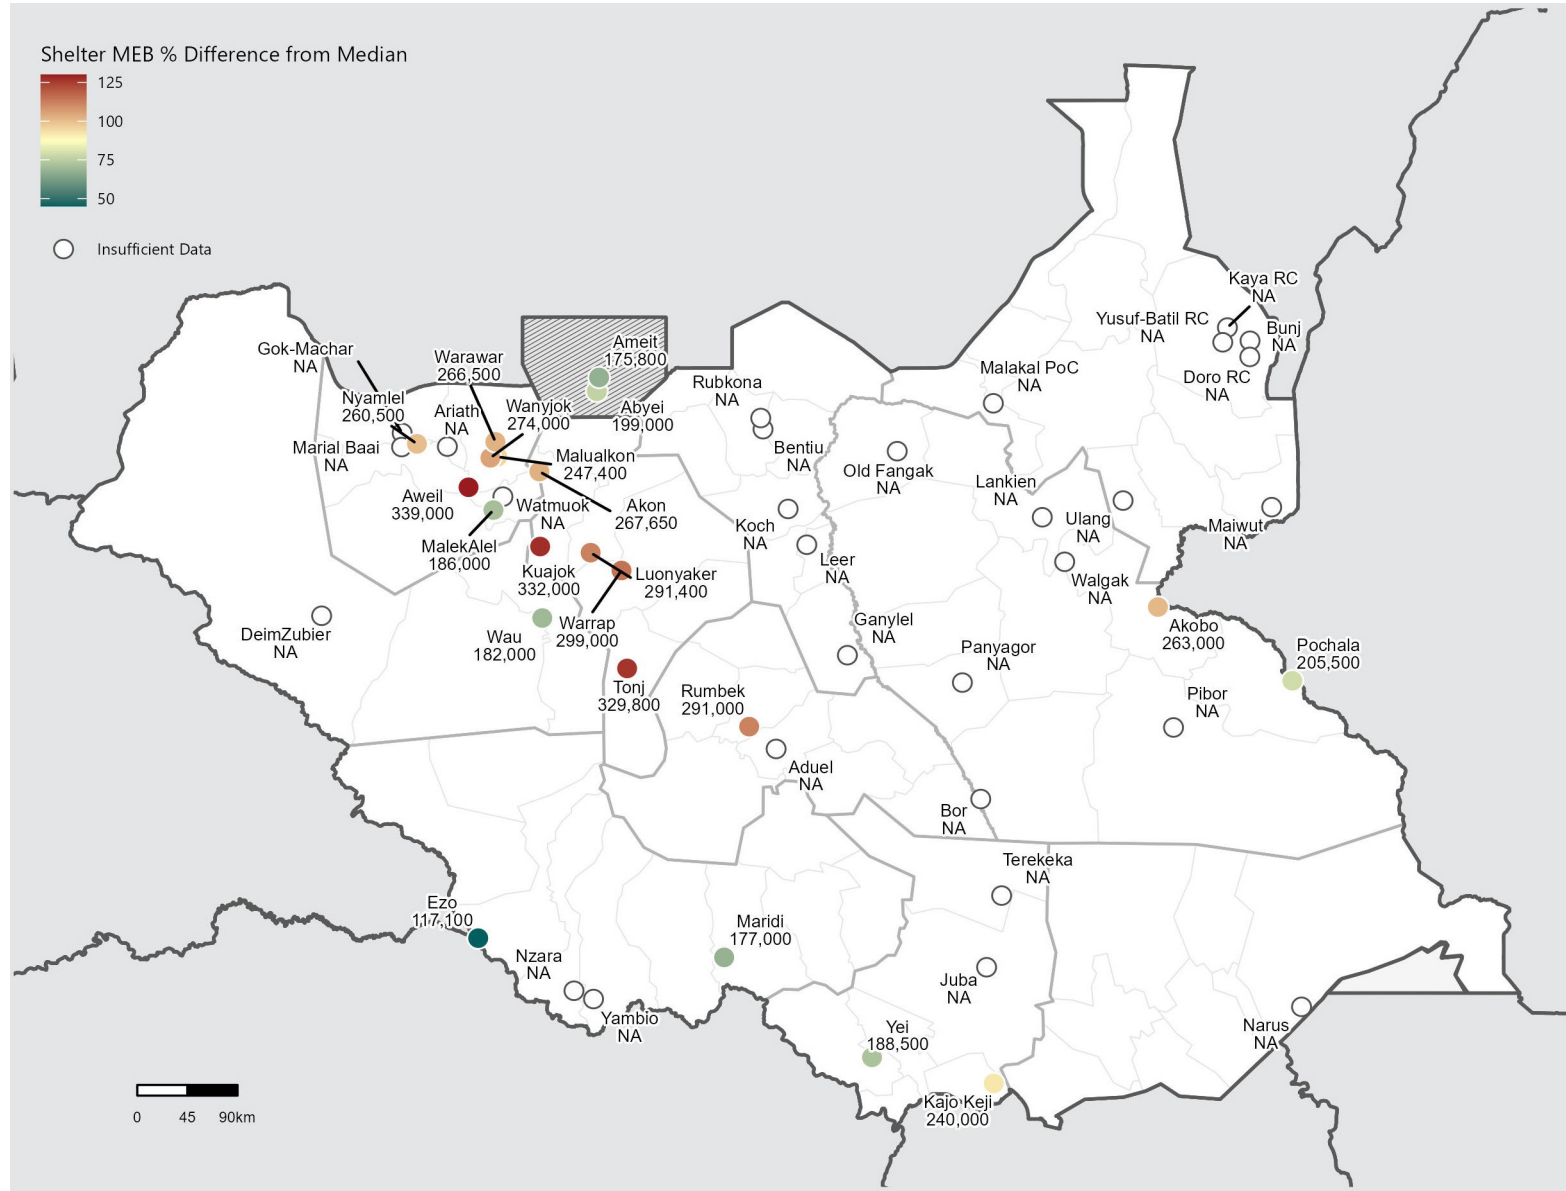 Shelter MEB % Difference from Median
125
100
75
50
Insufficient Data
Kaya RC
NA
Yusuf-Batil RC
NA
Bunj
NA
Doro RC
NA
Gok-Machar
NA
Warawar
266,500
Ameit
175,800
Malakal PoC
NA
Rubkona
NA
Nyamlel
260,500
Ariath
NA
Wanyjok
274,000
Abyei
199,000
Marial Baai
NA
Malualkon
247,400
Bentiu
NA
Old Fangak
NA
Lankien
NA
Aweil
339,000
Watmuok
NA
Akon
267,650
Koch
NA
Ulang
NA
Maiwut
NA
MalekAlel
186,000
Kuajok
332,000
Luonyaker
291,400
Leer
NA
Walgak
NA
DeimZubier
NA
Wau
182,000
Warrap
299,000
Ganylel
NA
Akobo
263,000
Panyagor
NA
Pochala
205,500
Tonj
329,800
Rumbek
291,000
Pibor
NA
Aduel
NA
Bor
NA
Terekeka
NA
Ezo
117,100
Maridi
177,000
Nzara
NA
Juba
NA
Yambio
NA
Yei
188,500
Narus
NA
Kajo Keji
240,000
0 45 90km